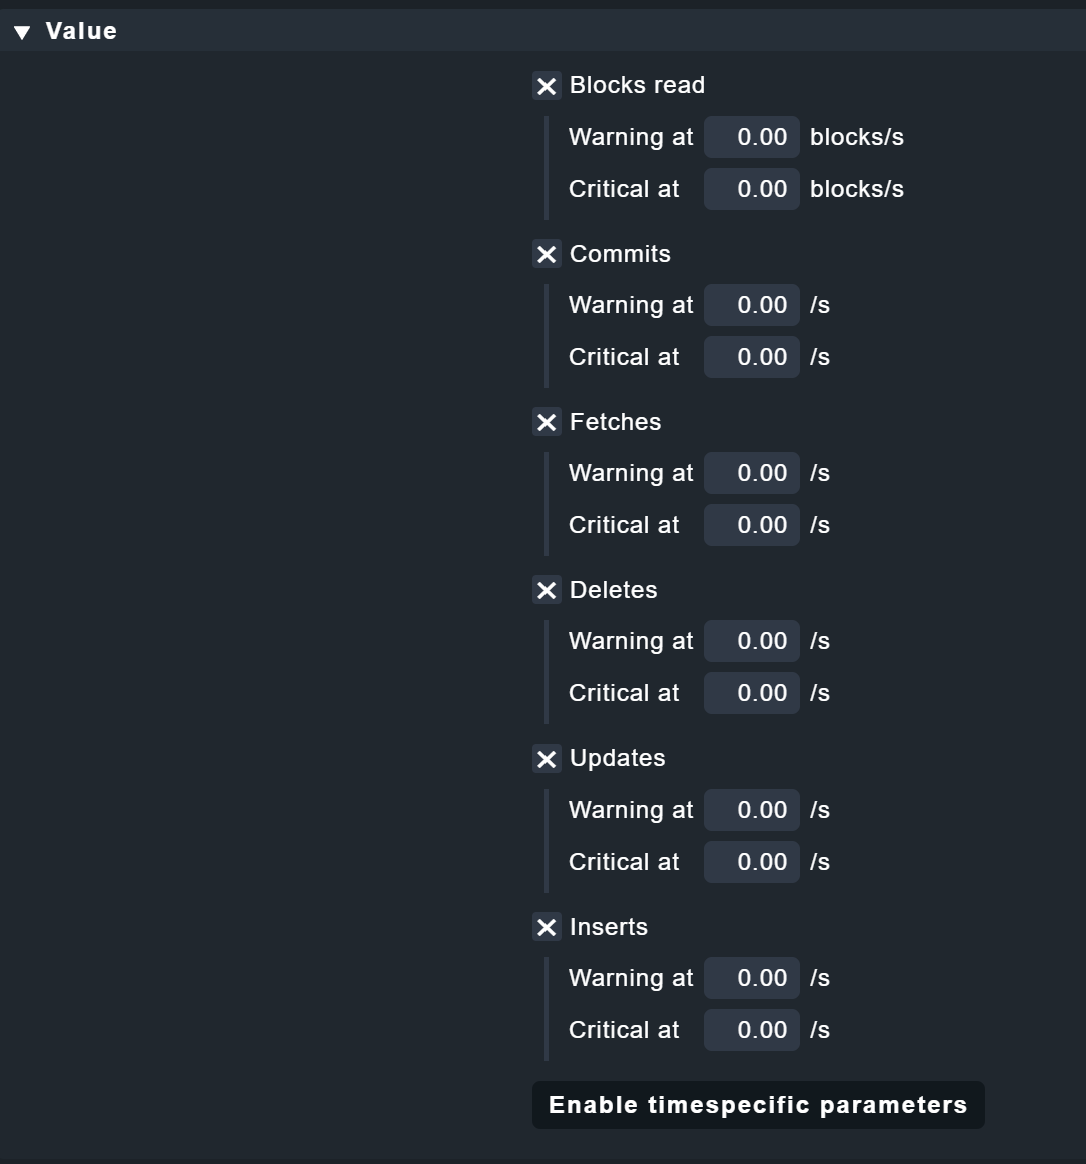 Value
Blocks read
Warning at 0.00 blocks/s
Critical at 0.00 blocks/s
Commits
Warning at 0.00 /s
Critical at 0.00 /s
Fetches
Warning at 0.00 /s
Critical at 0.00 /s
Deletes
Warning at 0.00 /s
Critical at 0.00 /s
Updates
Warning at 0.00 /s
Critical at 0.00 /s
Inserts
Warning at 0.00 /s
Critical at 0.00 /s
Enable timespecific parameters